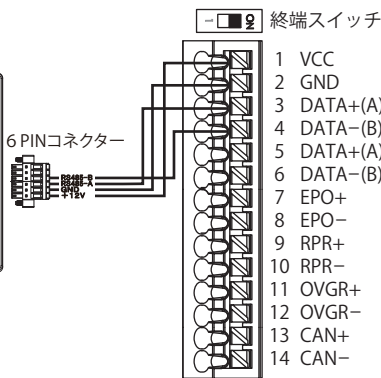 1 ON 終端スイッチ
1 VCC
2 GND
3 DATA+(A)
4 DATA−(B)
5 DATA+(A)
6 DATA−(B)
7 EPO+
8 EPO−
9 RPR+
10 RPR−
11 OVGR+
12 OVGR−
13 CAN+
14 CAN−
6 PINコネクター
RS485-B
RS485-A
GND
+12V